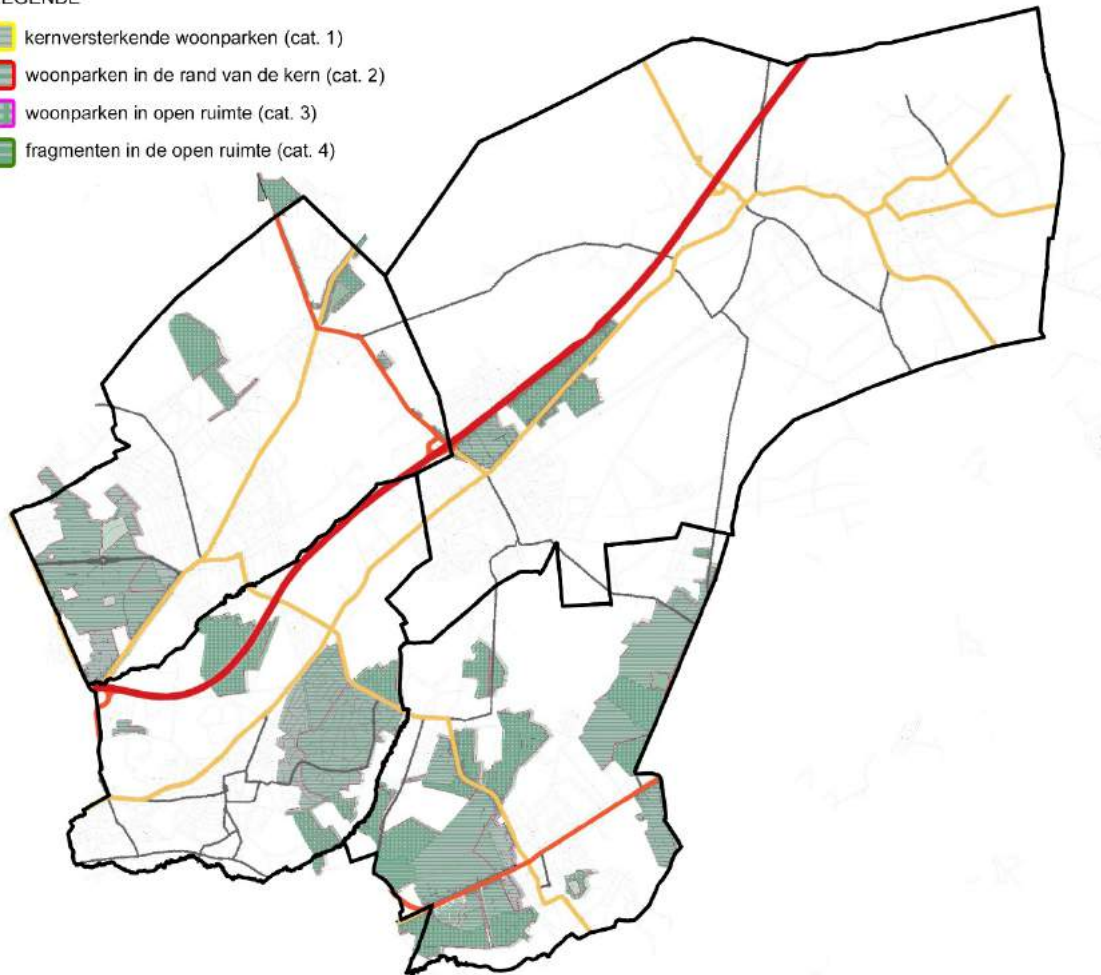 LEGENDE
kernversterkende woonparken (cat. 1)
woonparken in de rand van de kern (cat. 2)
woonparken in open ruimte (cat. 3)
fragmenten in de open ruimte (cat. 4)